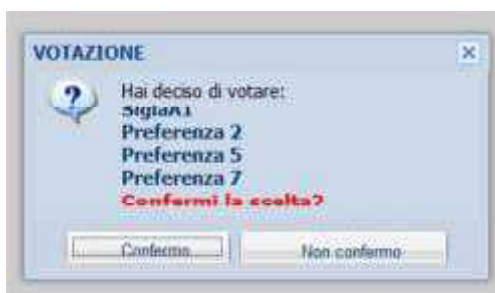 VOTAZIONE
Hai deciso di votare:
SiglaA1
Preferenza 2
Preferenza 5
Preferenza 7
Confermi la scelta?
Confermo Non confermo